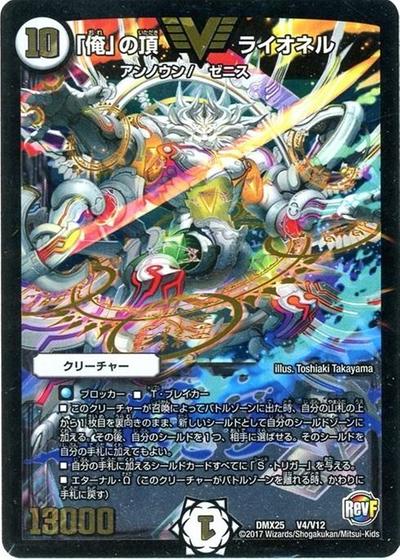 10
「俺」の頂 ライオネル
おれ いただき
アンノウン/ ゼニス
クリーチャー
illus. Toshiaki Takayama
ブロッカー ■ T・ブレイカー
■ このクリーチャーが召喚によってバトルゾーンに出た時、自分の山札の上
から1枚目を裏向きのまま、新しいシールドとして自分のシールドゾーン
に加える。その後、自分のシールドを1つ、相手に選ばせる。そのシールドを
自分の手札に加えてもよい。
■ 自分の手札に加えるシールドカードすべてに「S・トリガー」を与える。
■ エターナル・Ω (このクリーチャーがバトルゾーンを離れる時、かわりに
手札に戻す)
RevF
13000
1
DMX25 V4/V12
©2017 Wizards/Shogakukan/Mitsui-Kids